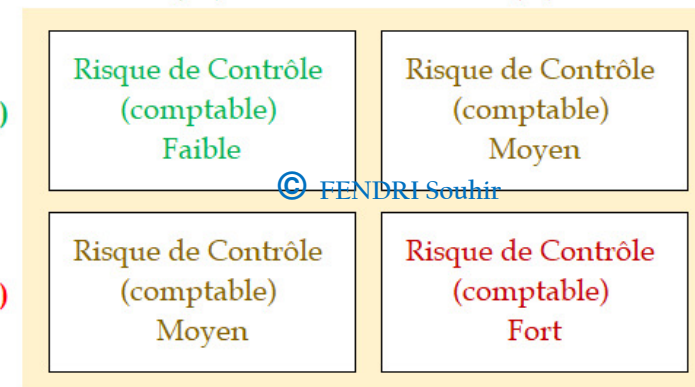 Risque de Contrôle
(comptable)
Faible
Risque de Contrôle
(comptable)
Moyen
)
© FENDRI Souhir
Risque de Contrôle
(comptable)
Moyen
Risque de Contrôle
(comptable)
Fort
)